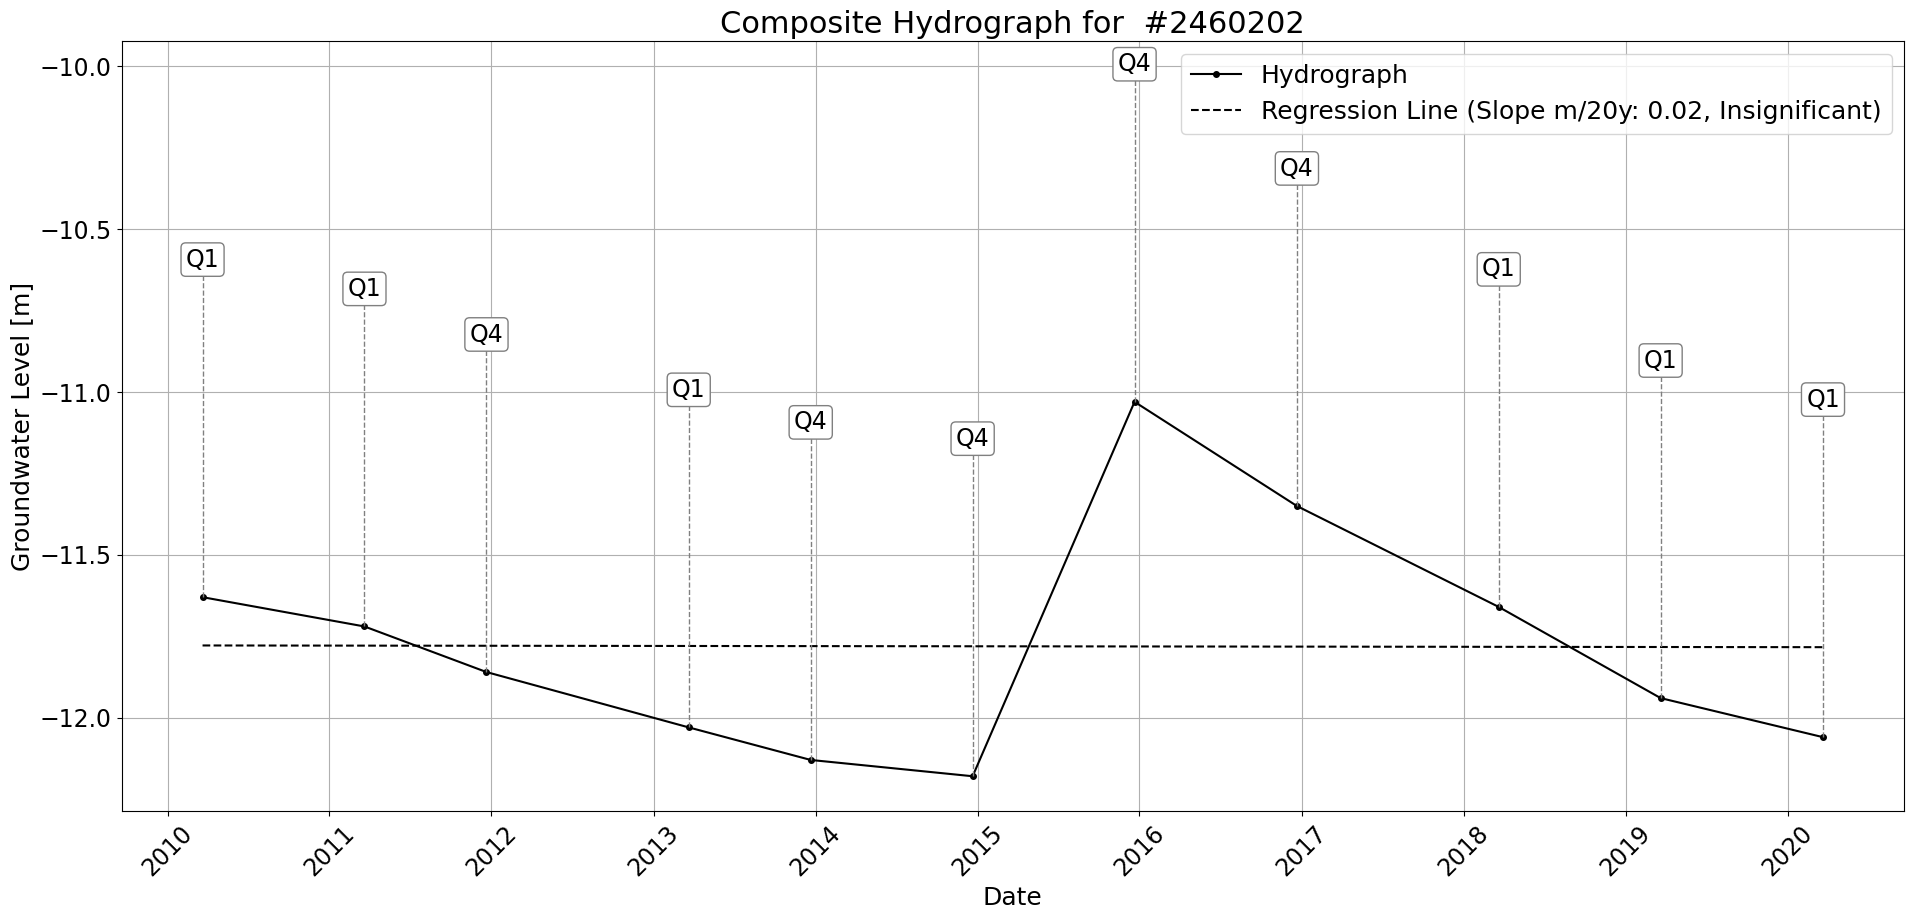 Composite Hydrograph for  #2460202
Hydrograph
Regression Line (Slope m/20y: 0.02, Insignificant)
Groundwater Level [m]
−10.0
−10.5
−11.0
−11.5
−12.0
Q1
Q1
Q4
Q1
Q4
Q4
Q4
Q4
Q1
Q1
Q1
2010
2011
2012
2013
2014
2015
2016
2017
2018
2019
2020
Date